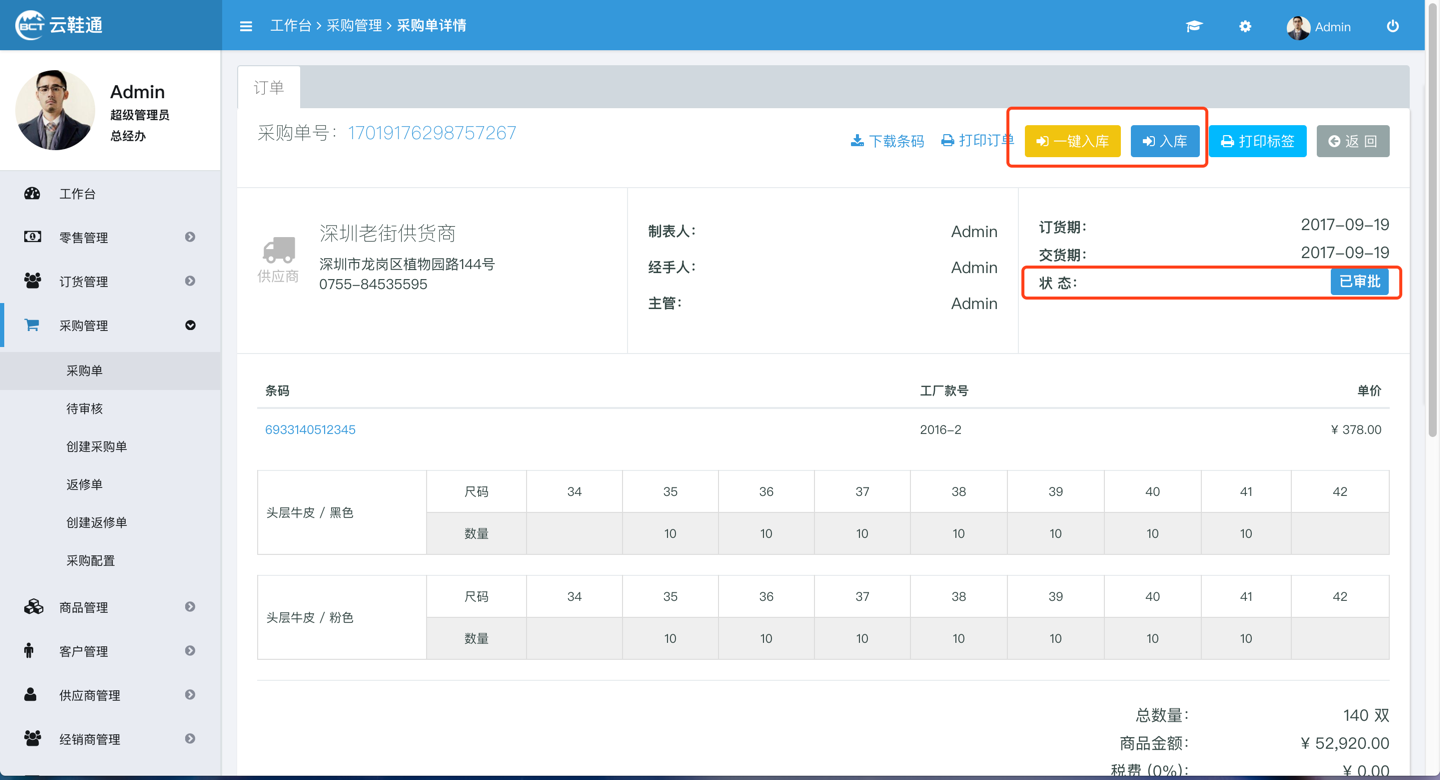 BCT 云鞋通
工作台 > 采购管理 > 采购单详情
Admin
Admin
超级管理员
总经办
工作台
零售管理
订货管理
采购管理
采购单
待审核
创建采购单
返修单
创建返修单
采购配置
商品管理
客户管理
供应商管理
经销商管理
订单
采购单号: 17019176298757267
下载条码 打印订单 一键入库 入库 打印标签 返 回
供应商
深圳老街供货商
深圳市龙岗区植物园路144号
0755-84535595
制表人: Admin
经手人: Admin
主管: Admin
订货期: 2017-09-19
交货期: 2017-09-19
状 态: 已审批
条码 工厂款号 单价
6933140512345 2016-2 ¥ 378.00
头层牛皮 / 黑色
尺码 34 35 36 37 38 39 40 41 42
数量 10 10 10 10 10 10 10
头层牛皮 / 粉色
尺码 34 35 36 37 38 39 40 41 42
数量 10 10 10 10 10 10 10
总数量: 140 双
商品金额: ¥ 52,920.00
税费 (0%): ¥ 0.00